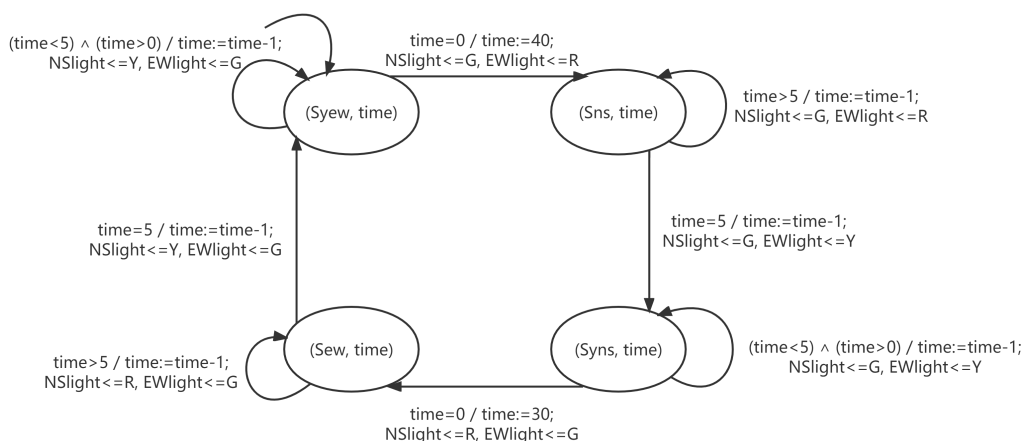 (time<5) ∧ (time>0) / time:=time-1;
NSlight<=Y, EWlight<=G
time=0 / time:=40;
NSlight<=G, EWlight<=R
(Syew, time)
(Sns, time)
time>5 / time:=time-1;
NSlight<=G, EWlight<=R
time=5 / time:=time-1;
NSlight<=Y, EWlight<=G
time=5 / time:=time-1;
NSlight<=G, EWlight<=Y
time>5 / time:=time-1;
NSlight<=R, EWlight<=G
(Sew, time)
(Syns, time)
(time<5) ∧ (time>0) / time:=time-1;
NSlight<=G, EWlight<=Y
time=0 / time:=30;
NSlight<=R, EWlight<=G